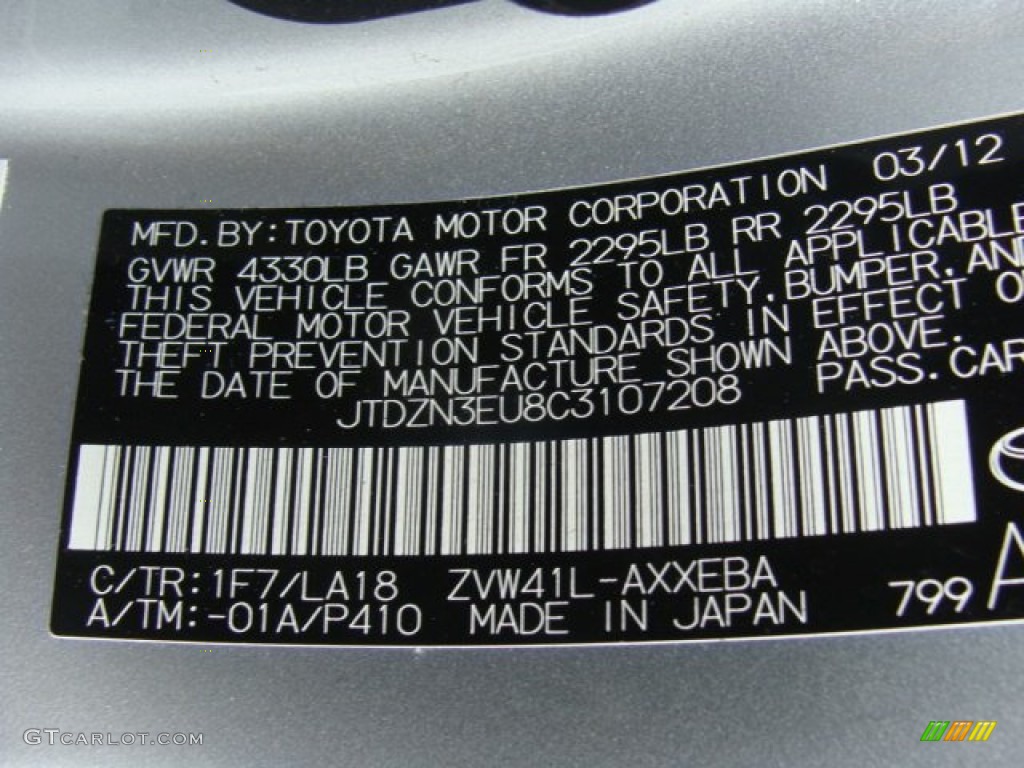 MFD.BY:TOYOTA MOTOR CORPORATION 03/12
GVWR 4330LB GAWR FR 2295LB RR 2295LB
THIS VEHICLE CONFORMS TO ALL APPLICABLE
FEDERAL MOTOR VEHICLE SAFETY,BUMPER,AND
THEFT PREVENTION STANDARDS IN EFFECT
THE DATE OF MANUFACTURE SHOWN ABOVE.
JTDZN3EU8C3107208 PASS.CAR
C/TR:1F7/LA18 ZVW41L-AXXEBA
A/TM:-01A/P410 MADE IN JAPAN 799
GTCARLOT.COM